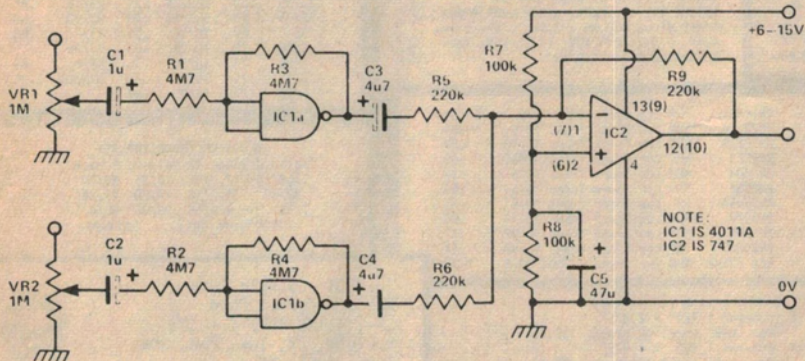 VR1
1M
C1
1u
+
R1
4M7
R3
4M7
IC1a
C3
4u7
+
R5
220k
R7
100k
+6–15V
R9
220k
13(9)
(7)1
−
IC2
(6)2
+
12(10)
4
VR2
1M
C2
1u
+
R2
4M7
R4
4M7
IC1b
C4
4u7
+
R6
220k
R8
100k
+
C5
47u
NOTE:
IC1 IS 4011A
IC2 IS 747
0V